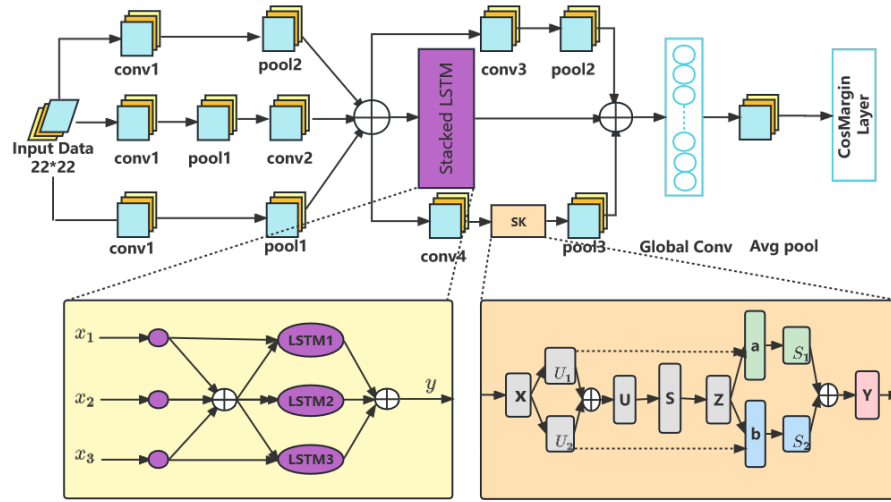 conv1
pool2
conv3
pool2
Input Data
22*22
conv1
pool1
conv2
Stacked LSTM
CosMargin
Layer
conv1
pool1
conv4
SK
pool3
Global Conv
Avg pool
x₁
x₂
x₃
LSTM1
LSTM2
LSTM3
y
X
U₁
U₂
U
S
Z
a
b
S₁
S₂
Y